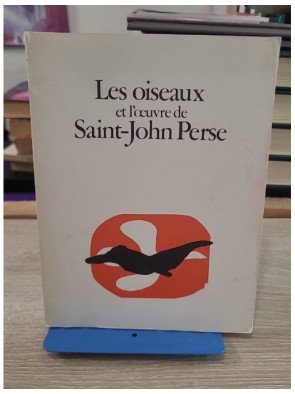 Les oiseaux
et l'œuvre de
Saint-John Perse